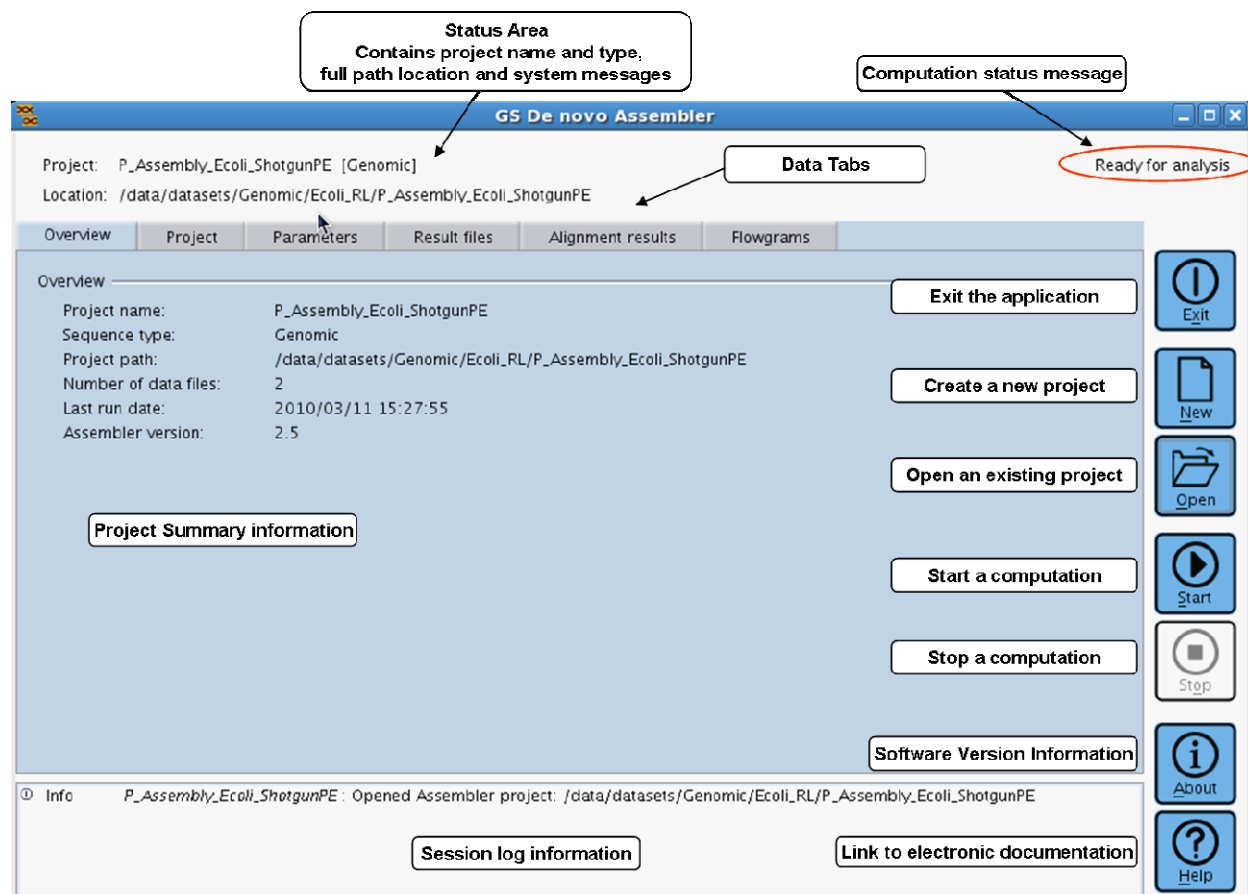 Status Area
Contains project name and type,
full path location and system messages
Computation status message
GS De novo Assembler
Project: P_Assembly_Ecoli_ShotgunPE [Genomic]
Data Tabs
Ready for analysis
Location: /data/datasets/Genomic/Ecoli_RL/P_Assembly_Ecoli_ShotgunPE
Overview Project Parameters Result files Alignment results Flowgrams
Overview
Project name: P_Assembly_Ecoli_ShotgunPE
Sequence type: Genomic
Project path: /data/datasets/Genomic/Ecoli_RL/P_Assembly_Ecoli_ShotgunPE
Number of data files: 2
Last run date: 2010/03/11 15:27:55
Assembler version: 2.5
Project Summary information
Exit the application
Exit
Create a new project
New
Open an existing project
Open
Start a computation
Start
Stop a computation
Stop
Software Version Information
About
Info P_Assembly_Ecoli_ShotgunPE : Opened Assembler project: /data/datasets/Genomic/Ecoli_RL/P_Assembly_Ecoli_ShotgunPE
Session log information
Link to electronic documentation
Help